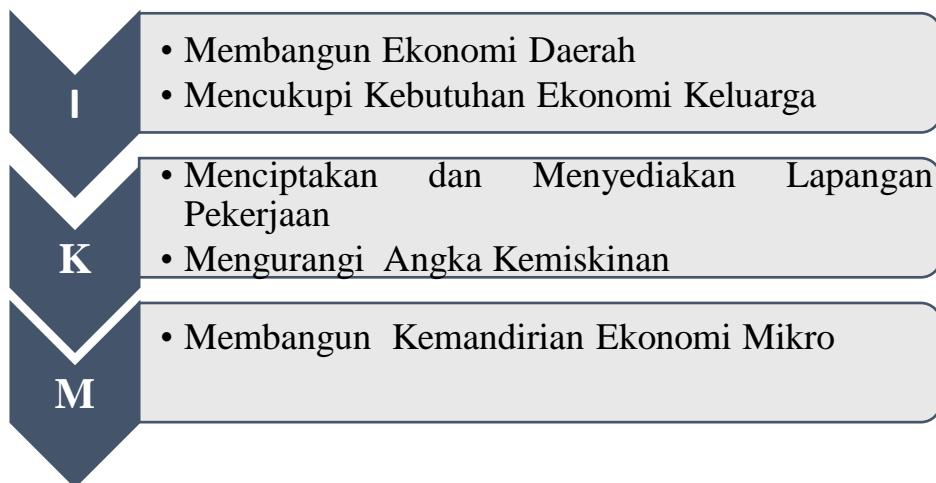 I
• Membangun Ekonomi Daerah
• Mencukupi Kebutuhan Ekonomi Keluarga
K
• Menciptakan dan Menyediakan Lapangan
Pekerjaan
• Mengurangi Angka Kemiskinan
M
• Membangun Kemandirian Ekonomi Mikro